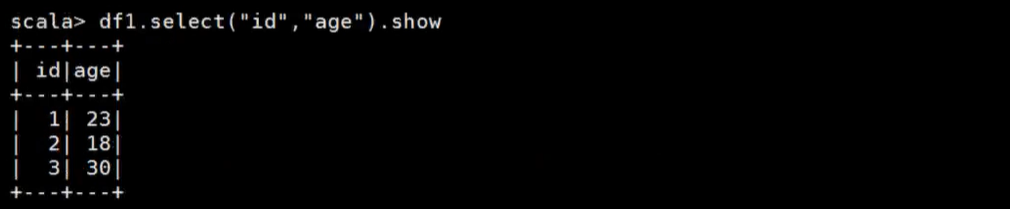 scala> df1.select("id","age").show
+---+---+
| id|age|
+---+---+
|  1| 23|
|  2| 18|
|  3| 30|
+---+---+